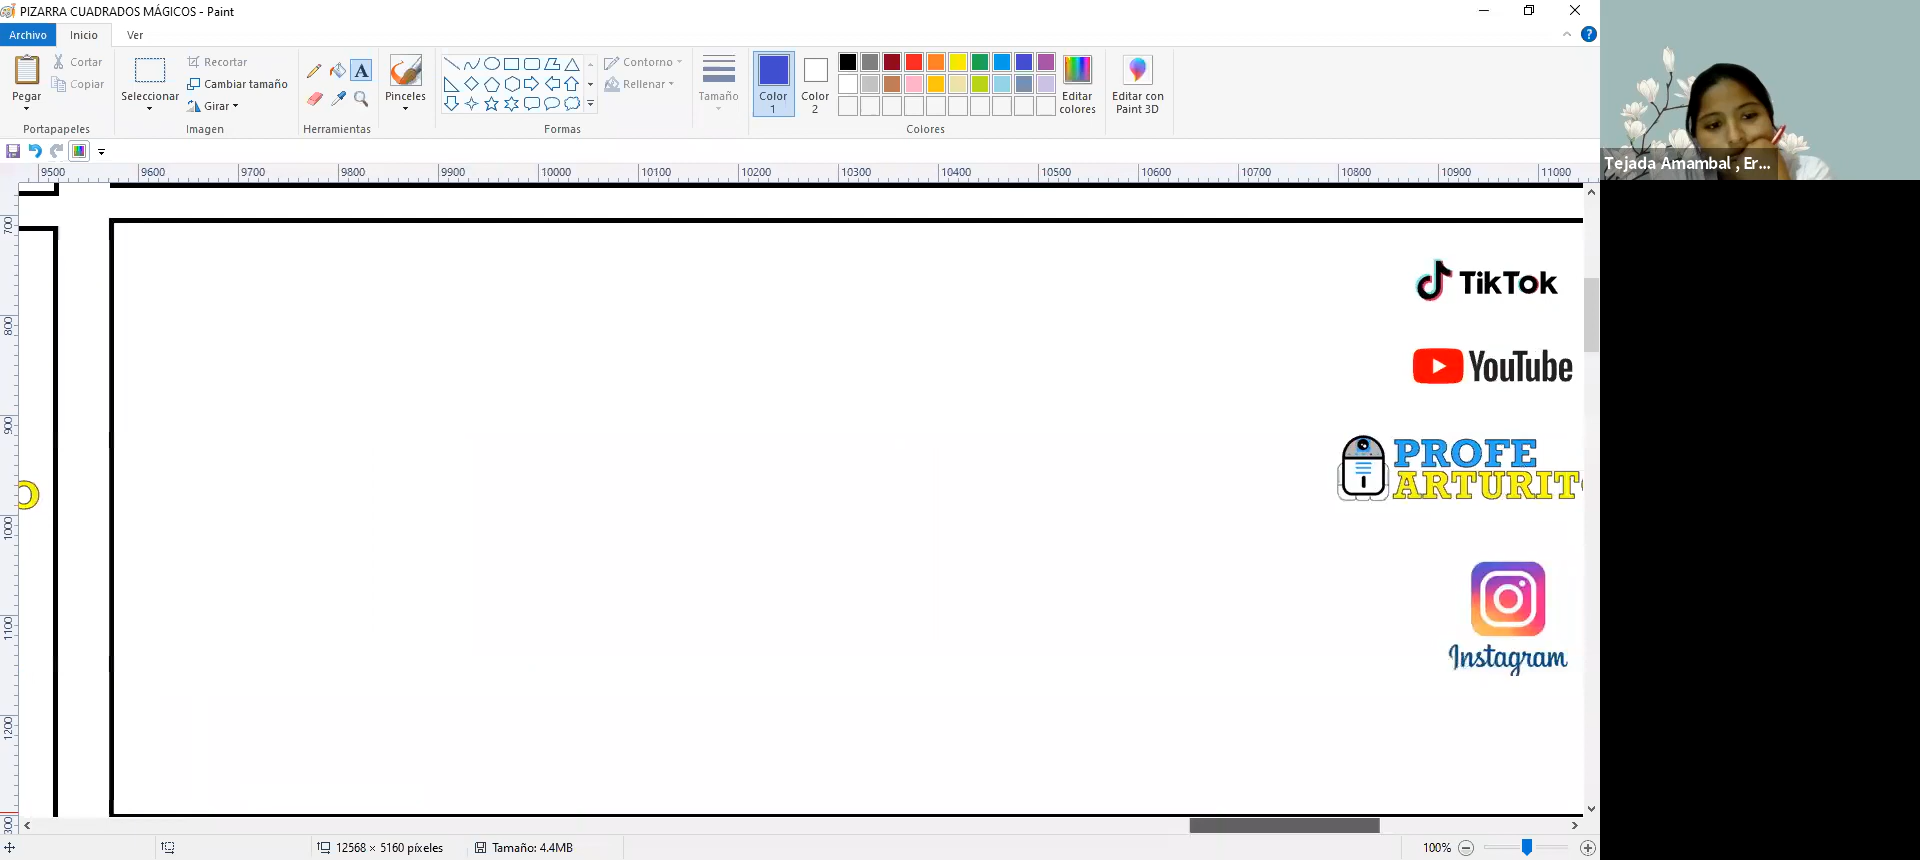 PIZARRA CUADRADOS MÁGICOS - Paint
Archivo Inicio Ver
Pegar
Cortar
Copiar
Portapapeles
Seleccionar
Recortar
Cambiar tamaño
Girar
Imagen
A
Herramientas
Pinceles
Formas
Contorno
Rellenar
Tamaño
Color 1
Color 2
Editar colores
Colores
Editar con Paint 3D
?
9500 9600 9700 9800 9900 10000 10100 10200 10300 10400 10500 10600 10700 10800 10900 11000
700
800
900
1000
1100
1200
300
O
TikTok
YouTube
PROFE
ARTURIT
Instagram
Tejada Amambal , Er...
12568 × 5160 píxeles
Tamaño: 4.4MB
100%